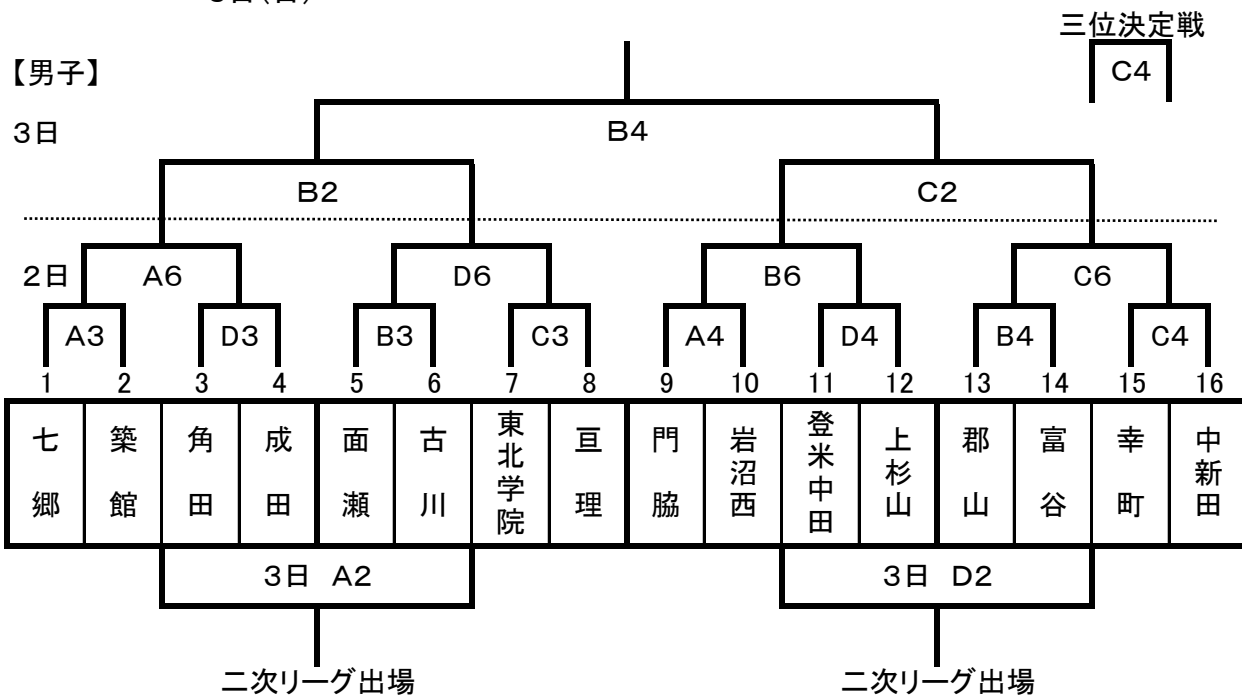 三位決定戦
【男子】
C4
3日
B4
B2
C2
2日
A6
D6
B6
C6
A3
D3
B3
C3
A4
D4
B4
C4
1 2 3 4 5 6 7 8 9 10 11 12 13 14 15 16
七郷
築館
角田
成田
面瀬
古川
東北学院
亘理
門脇
岩沼西
登米中田
上杉山
郡山
富谷
幸町
中新田
3日 A2
3日 D2
二次リーグ出場
二次リーグ出場